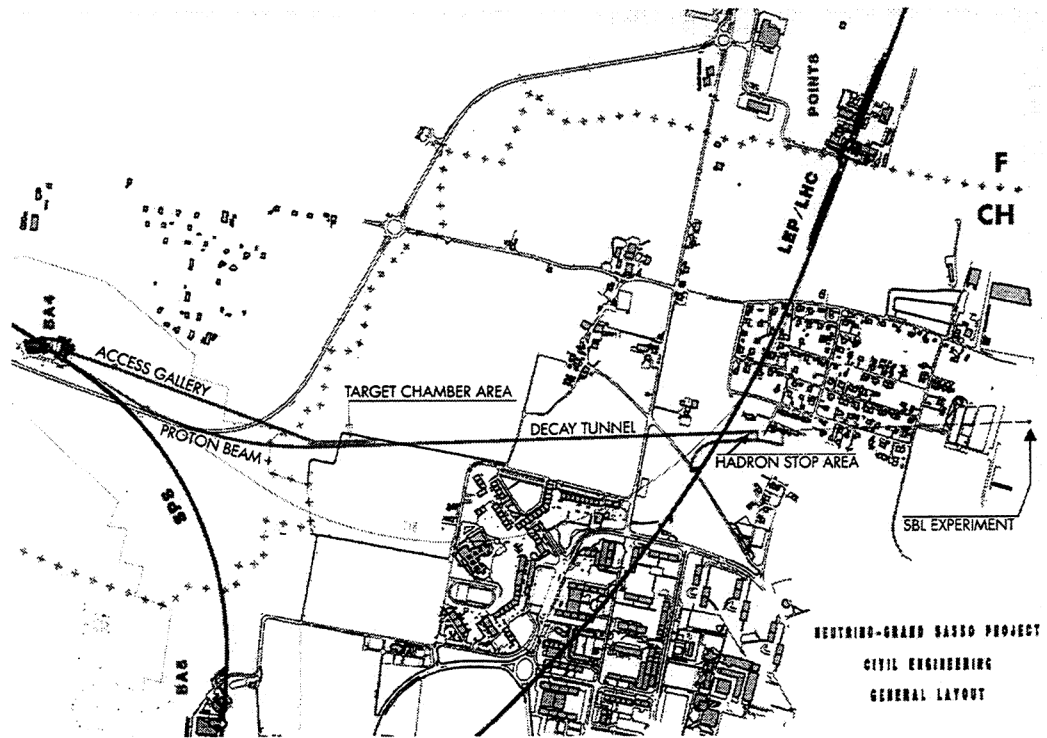 POINTS
F
CH
LEP/LHC
BA4
ACCESS GALLERY
TARGET CHAMBER AREA
PROTON BEAM
DECAY TUNNEL
HADRON STOP AREA
SPS
SBL EXPERIMENT
BA5
NEUTRINO-GRAND SASSO PROJECT
CIVIL ENGINEERING
GENERAL LAYOUT